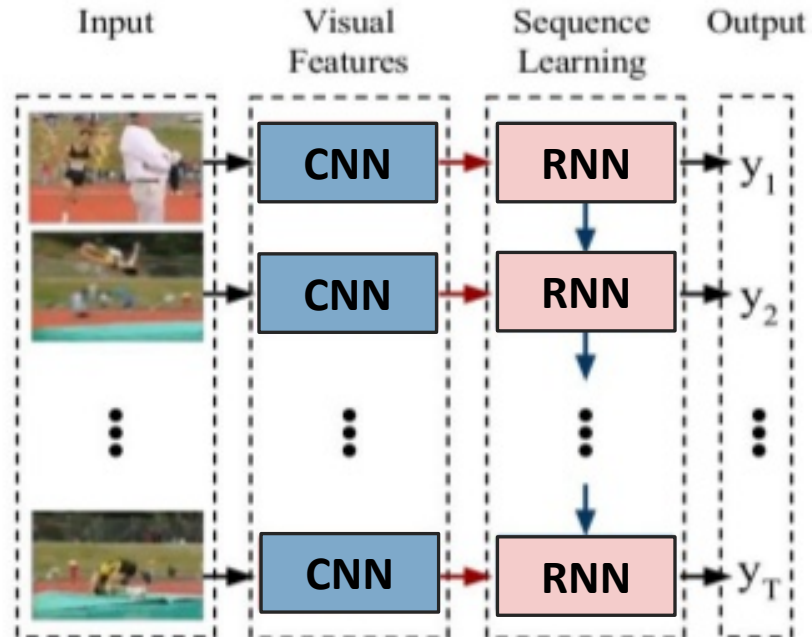 Input
Visual
Features
Sequence
Learning
Output
CNN
RNN
y1
CNN
RNN
y2
CNN
RNN
yT